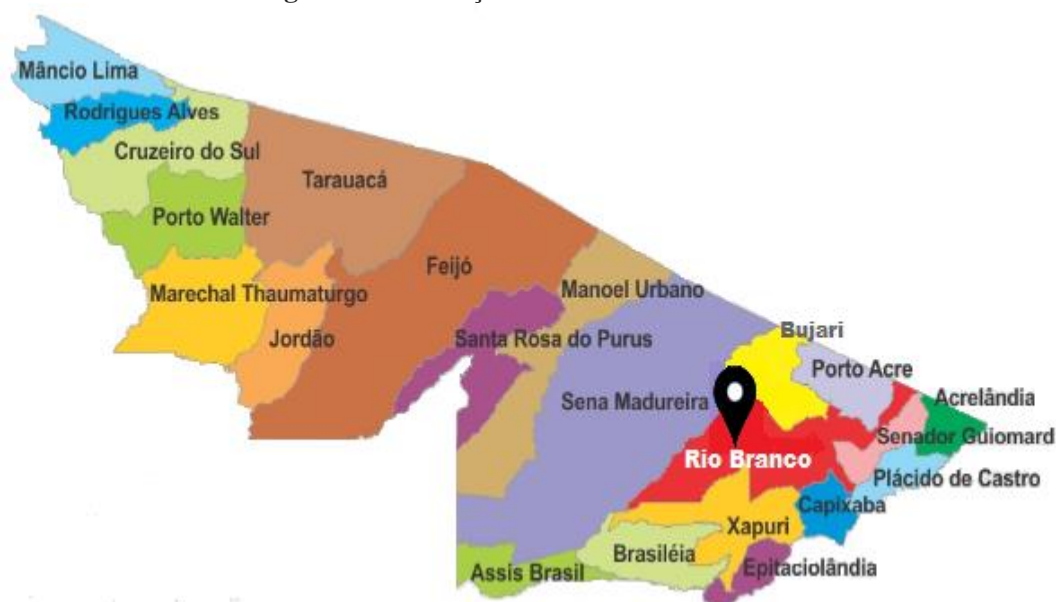 Mâncio Lima
Rodrigues Alves
Cruzeiro do Sul
Tarauacá
Porto Walter
Feijó
Marechal Thaumaturgo
Manoel Urbano
Jordão
Santa Rosa do Purus
Bujari
Porto Acre
Sena Madureira
Acrelândia
Senador Guiomard
Rio Branco
Plácido de Castro
Capixaba
Xapuri
Brasiléia
Assis Brasil
Epitaciolândia